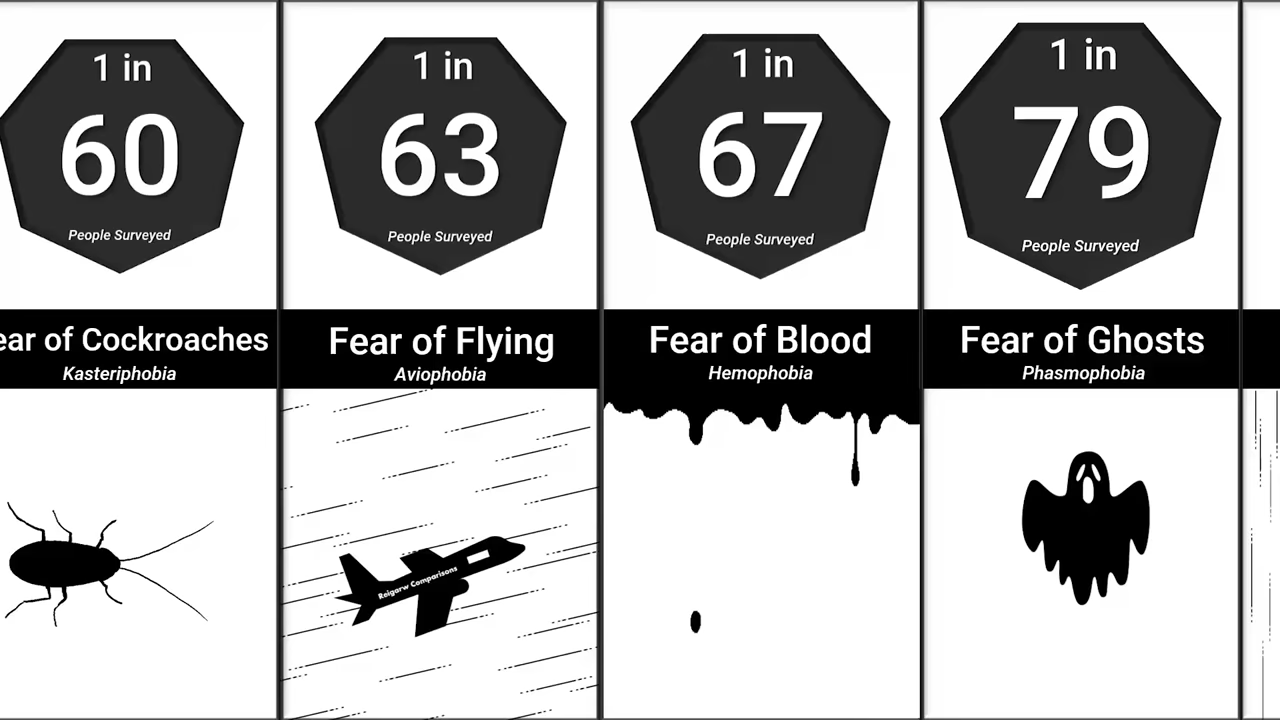 1 in
60
People Surveyed
ear of Cockroaches
Kasteriphobia
1 in
63
People Surveyed
Fear of Flying
Aviophobia
Reigarw Comparisons
1 in
67
People Surveyed
Fear of Blood
Hemophobia
1 in
79
People Surveyed
Fear of Ghosts
Phasmophobia